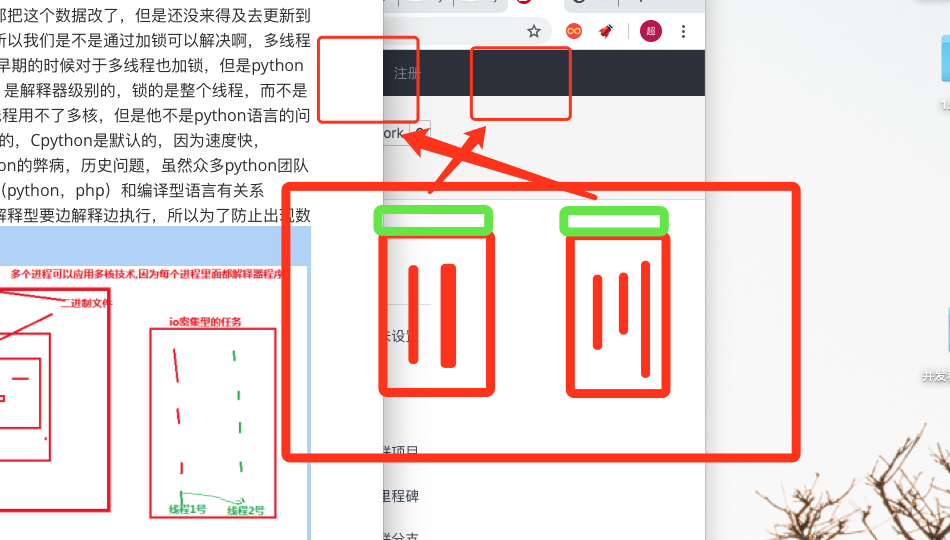 那把这个数据改了，但是还没来得及去更新到
所以我们是不是通过加锁可以解决啊，多线程
早期的时候对于多线程也加锁，但是python
是解释器级别的，锁的是整个线程，而不是
程用不了多核，但是他不是python语言的问
的，Cpython是默认的，因为速度快，
on的弊病，历史问题，虽然众多python团队
（python，php）和编译型语言有关系
解释型要边解释边执行，所以为了防止出现数
多个进程可以应用多核技术,因为每个进程里面都解释器程序
二进制文件
io密集型的任务
线程1号
线程2号
超
注册
ork
未设置
项目
里程碑
并发